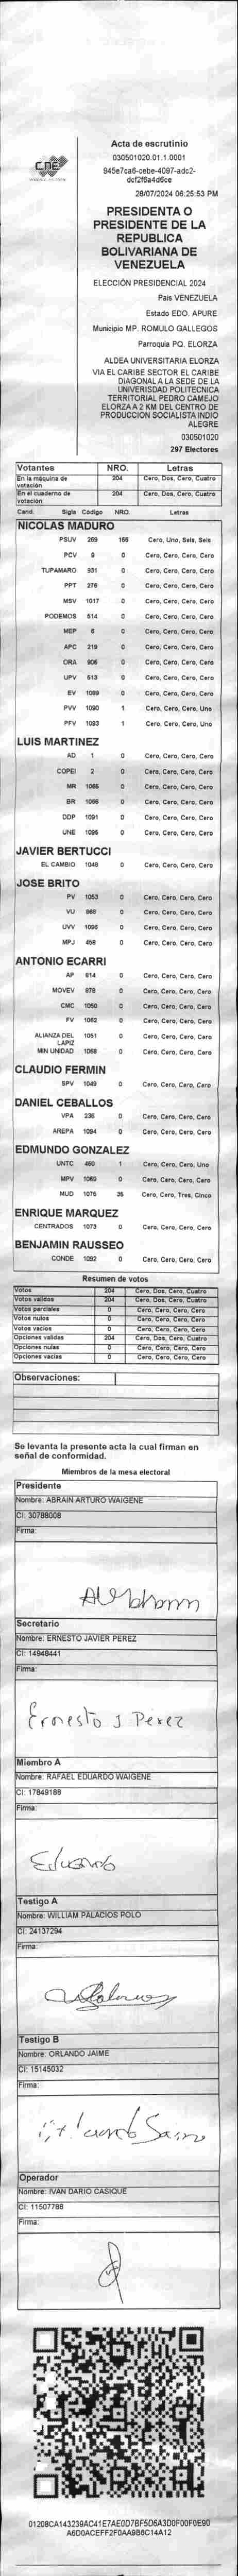 cne
Acta de escrutinio
030501020.01.1.0001
945e7ca6-cebe-4097-adc2-
dcf2f6a4d6ce
28/07/2024 06:25:53 PM
PRESIDENTA O
PRESIDENTE DE LA
REPUBLICA
BOLIVARIANA DE
VENEZUELA
ELECCIÓN PRESIDENCIAL 2024
País VENEZUELA
Estado EDO. APURE
Municipio MP. ROMULO GALLEGOS
Parroquia PQ. ELORZA
ALDEA UNIVERSITARIA ELORZA
VIA EL CARIBE SECTOR EL CARIBE
DIAGONAL A LA SEDE DE LA
UNIVERISDAD POLITECNICA
TERRITORIAL PEDRO CAMEJO
ELORZA A 2 KM DEL CENTRO DE
PRODUCCION SOCIALISTA INDIO
ALEGRE
030501020
297 Electores
Votantes NRO. Letras
En la máquina de votación 204 Cero, Dos, Cero, Cuatro
En el cuaderno de votación 204 Cero, Dos, Cero, Cuatro
Cand. Sigla Código NRO. Letras
NICOLAS MADURO
PSUV 269 166 Cero, Uno, Seis, Seis
PCV 9 0 Cero, Cero, Cero, Cero
TUPAMARO 931 0 Cero, Cero, Cero, Cero
PPT 276 0 Cero, Cero, Cero, Cero
MSV 1017 0 Cero, Cero, Cero, Cero
PODEMOS 514 0 Cero, Cero, Cero, Cero
MEP 6 0 Cero, Cero, Cero, Cero
APC 219 0 Cero, Cero, Cero, Cero
ORA 906 0 Cero, Cero, Cero, Cero
UPV 613 0 Cero, Cero, Cero, Cero
EV 1089 0 Cero, Cero, Cero, Cero
PVV 1090 1 Cero, Cero, Cero, Uno
PFV 1093 1 Cero, Cero, Cero, Uno
LUIS MARTINEZ
AD 1 0 Cero, Cero, Cero, Cero
COPEI 2 0 Cero, Cero, Cero, Cero
MR 1065 0 Cero, Cero, Cero, Cero
BR 1066 0 Cero, Cero, Cero, Cero
DDP 1091 0 Cero, Cero, Cero, Cero
UNE 1095 0 Cero, Cero, Cero, Cero
JAVIER BERTUCCI
EL CAMBIO 1048 0 Cero, Cero, Cero, Cero
JOSE BRITO
PV 1053 0 Cero, Cero, Cero, Cero
VU 968 0 Cero, Cero, Cero, Cero
UVV 1096 0 Cero, Cero, Cero, Cero
MPJ 458 0 Cero, Cero, Cero, Cero
ANTONIO ECARRI
AP 814 0 Cero, Cero, Cero, Cero
MOVEV 878 0 Cero, Cero, Cero, Cero
CMC 1050 0 Cero, Cero, Cero, Cero
FV 1062 0 Cero, Cero, Cero, Cero
ALIANZA DEL LAPIZ 1051 0 Cero, Cero, Cero, Cero
MIN UNIDAD 1068 0 Cero, Cero, Cero, Cero
CLAUDIO FERMIN
SPV 1049 0 Cero, Cero, Cero, Cero
DANIEL CEBALLOS
VPA 236 0 Cero, Cero, Cero, Cero
AREPA 1094 0 Cero, Cero, Cero, Cero
EDMUNDO GONZALEZ
UNTC 460 1 Cero, Cero, Cero, Uno
MPV 1069 0 Cero, Cero, Cero, Cero
MUD 1076 35 Cero, Cero, Tres, Cinco
ENRIQUE MARQUEZ
CENTRADOS 1073 0 Cero, Cero, Cero, Cero
BENJAMIN RAUSSEO
CONDE 1092 0 Cero, Cero, Cero, Cero
Resumen de votos
Votos 204 Cero, Dos, Cero, Cuatro
Votos validos 204 Cero, Dos, Cero, Cuatro
Votos parciales 0 Cero, Cero, Cero, Cero
Votos nulos 0 Cero, Cero, Cero, Cero
Votos vacios 0 Cero, Cero, Cero, Cero
Opciones validas 204 Cero, Dos, Cero, Cuatro
Opciones nulas 0 Cero, Cero, Cero, Cero
Opciones vacias 0 Cero, Cero, Cero, Cero
Observaciones:
Se levanta la presente acta la cual firman en
señal de conformidad.
Miembros de la mesa electoral
Presidente
Nombre: ABRAIN ARTURO WAIGENE
CI: 30788008
Firma:
Secretario
Nombre: ERNESTO JAVIER PEREZ
CI: 14948441
Firma:
Ernesto J Perez
Miembro A
Nombre: RAFAEL EDUARDO WAIGENE
CI: 17849188
Firma:
Eduardo
Testigo A
Nombre: WILLIAM PALACIOS POLO
CI: 24137294
Firma:
Testigo B
Nombre: ORLANDO JAIME
CI: 15145032
Firma:
Operador
Nombre: IVAN DARIO CASIQUE
CI: 11507788
Firma:
01208CA143239AC41E7AE0D7BF5D6A3D0F00F0E90
A6D0ACEFF2F0AA9B6C14A12